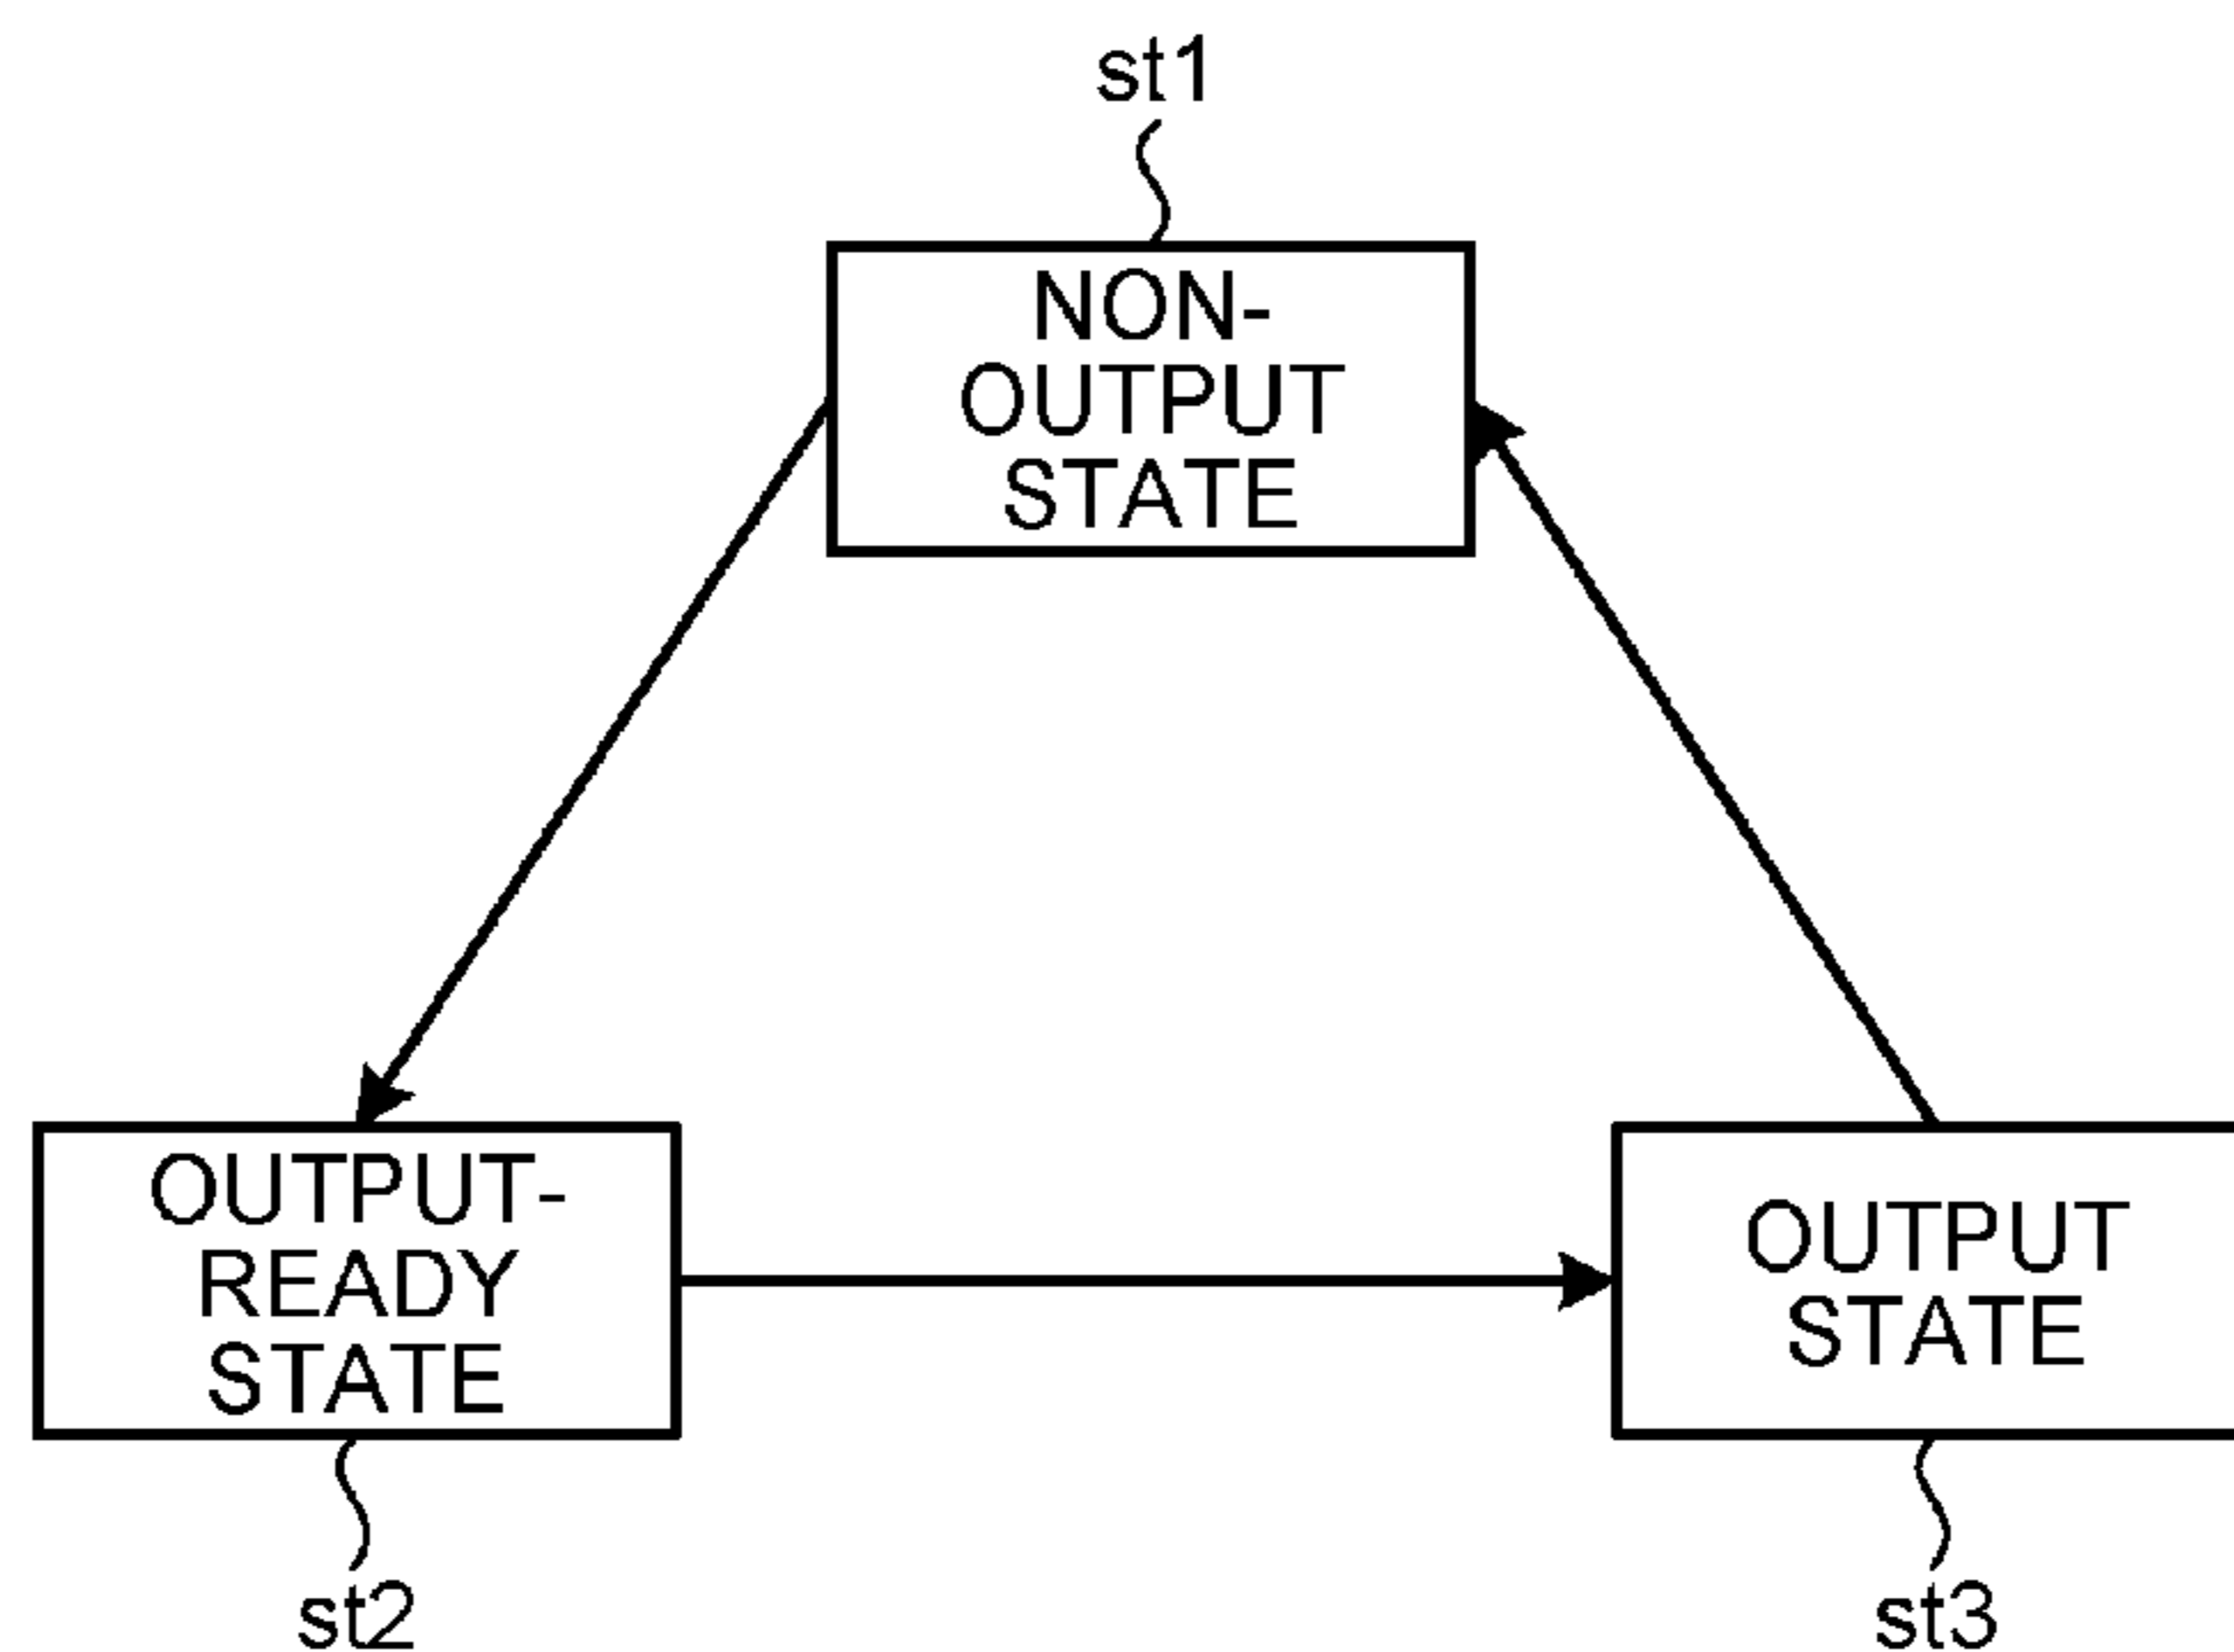 st1
NON-
OUTPUT
STATE
OUTPUT-
READY
STATE
OUTPUT
STATE
st2
st3